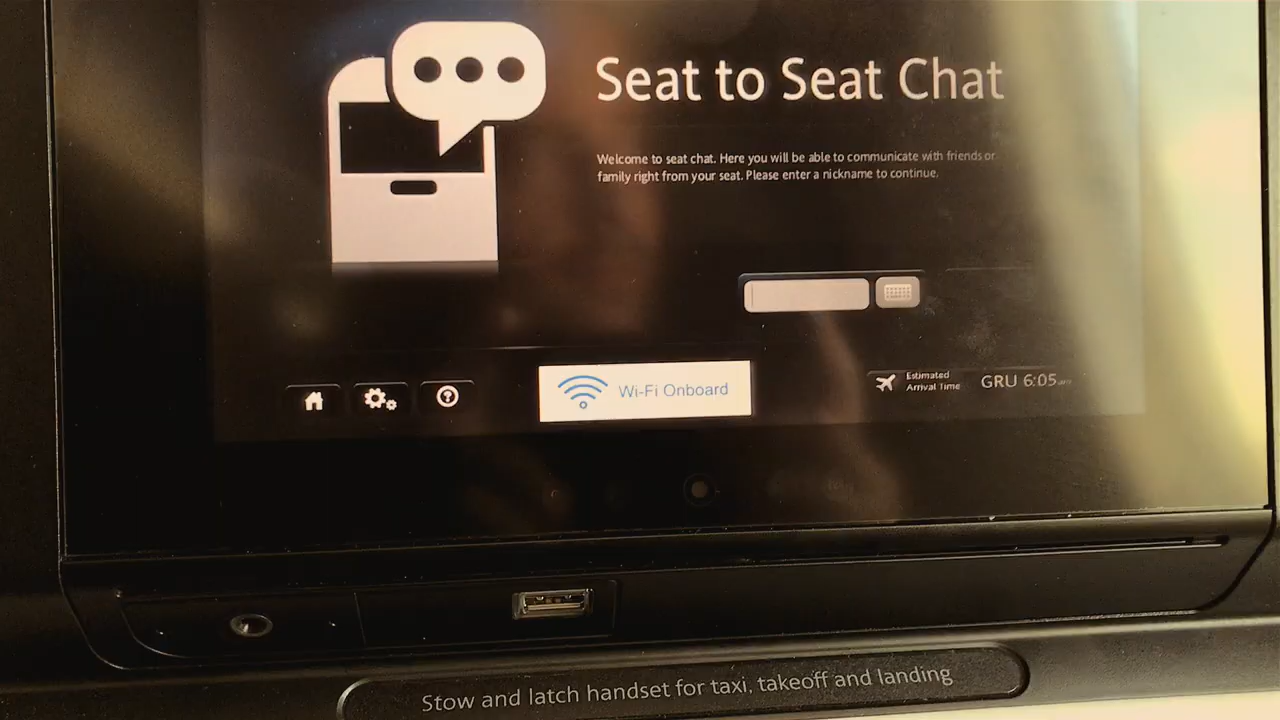 Seat to Seat Chat
Welcome to seat chat. Here you will be able to communicate with friends or
family right from your seat. Please enter a nickname to continue.
Wi-Fi Onboard
Estimated
Arrival Time
GRU 6:05
Stow and latch handset for taxi, takeoff and landing